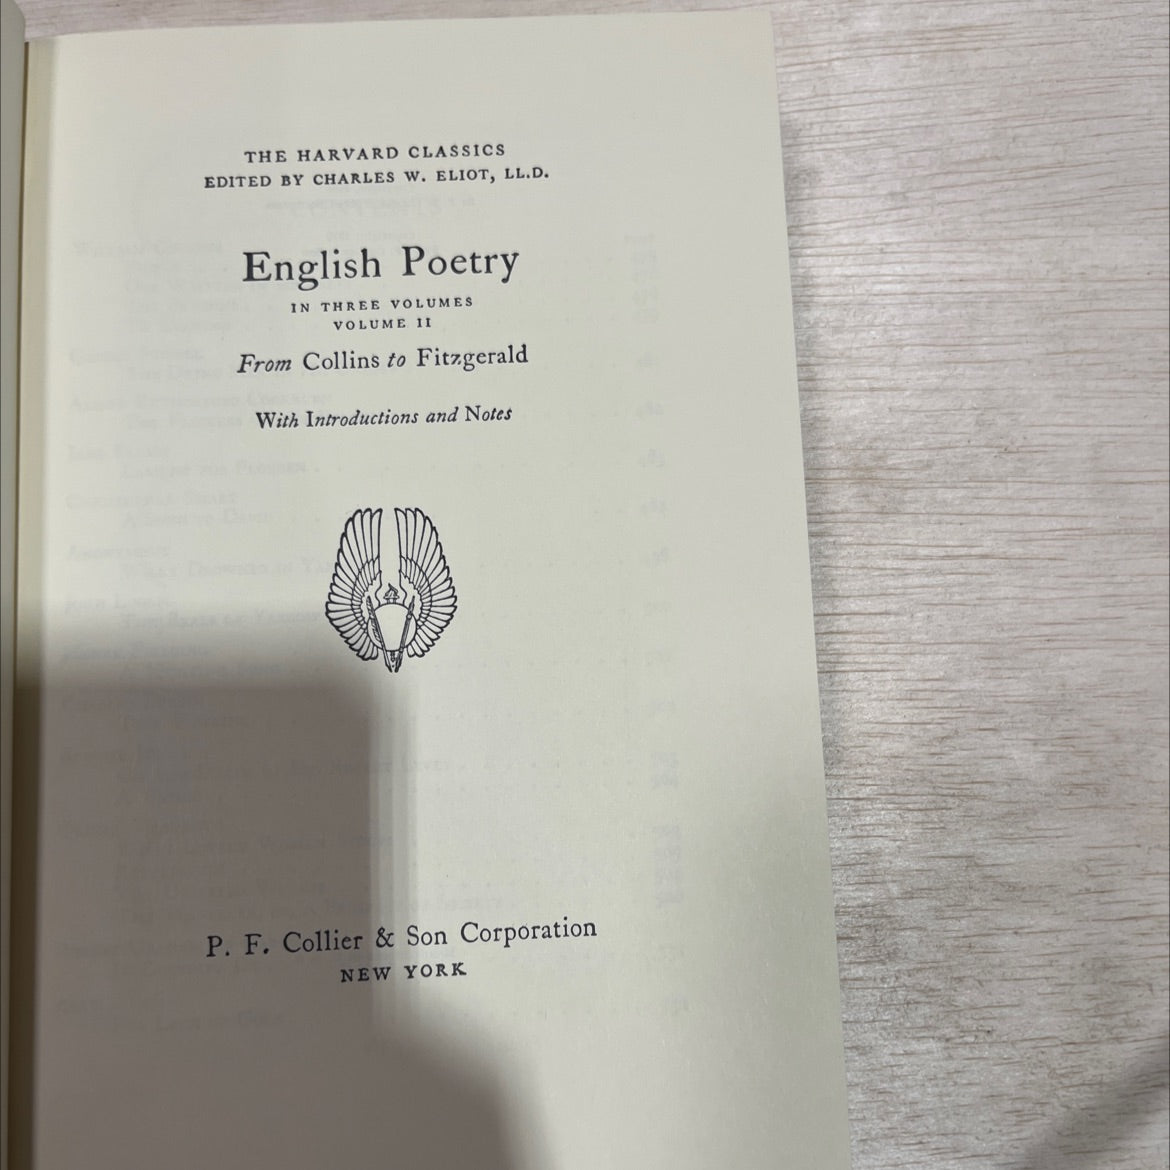 THE HARVARD CLASSICS
EDITED BY CHARLES W. ELIOT, LL.D.
English Poetry
IN THREE VOLUMES
VOLUME II
From Collins to Fitzgerald
With Introductions and Notes
P. F. Collier & Son Corporation
NEW YORK